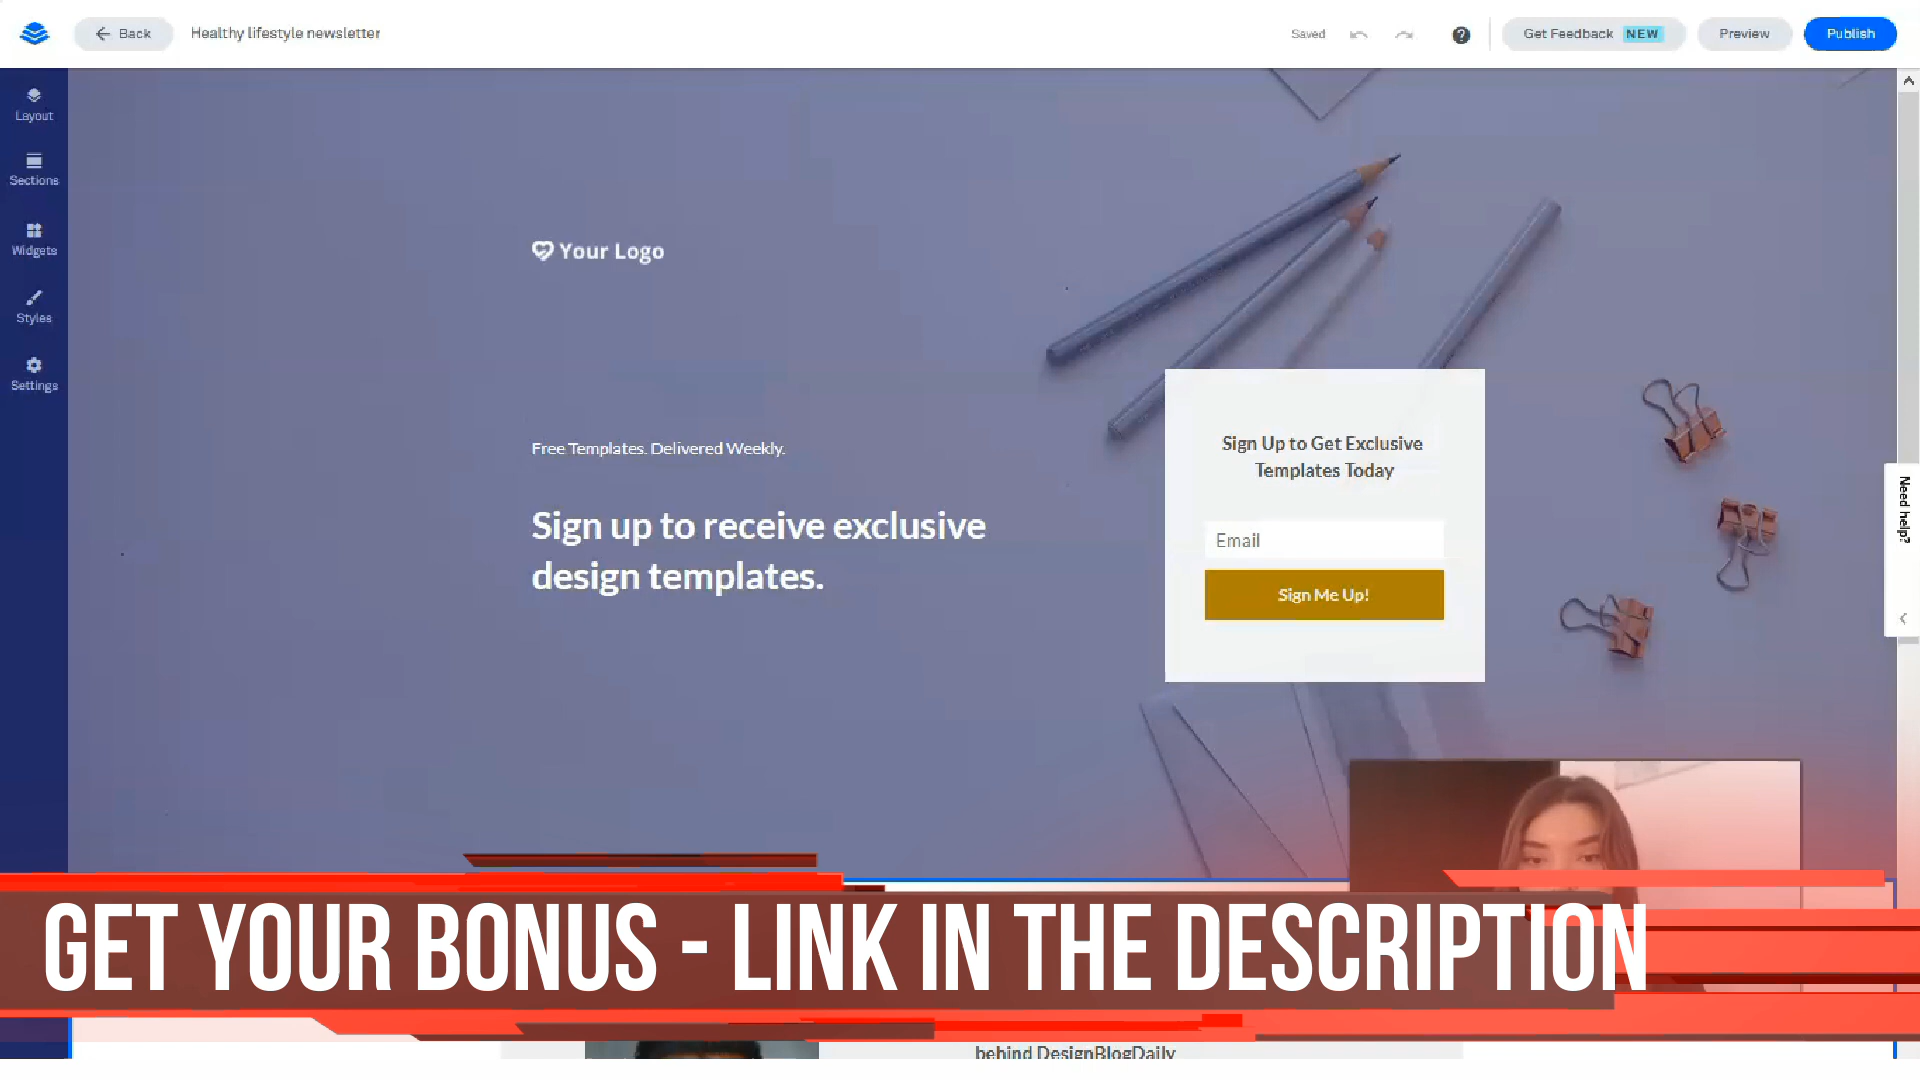 Back
Healthy lifestyle newsletter
Saved
Get Feedback NEW
Preview
Publish
Layout
Sections
Widgets
Styles
Settings
Your Logo
Free Templates. Delivered Weekly.
Sign up to receive exclusive
design templates.
Sign Up to Get Exclusive
Templates Today
Email
Sign Me Up!
Need help?
GET YOUR BONUS - LINK IN THE DESCRIPTION
behind DesignBlogDaily